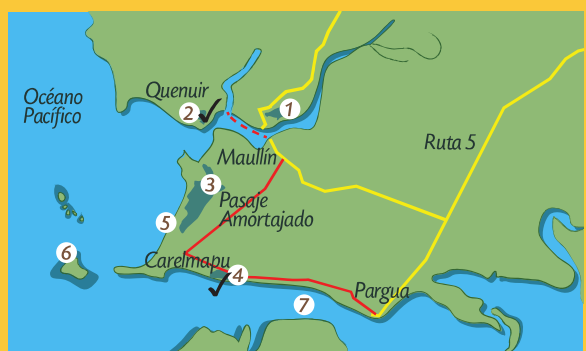 Quenuir
Océano
Pacífico
2
1
Ruta 5
Maullín
3
Pasaje
Amortajado
5
6
Carelmapu
4
Pargua
7